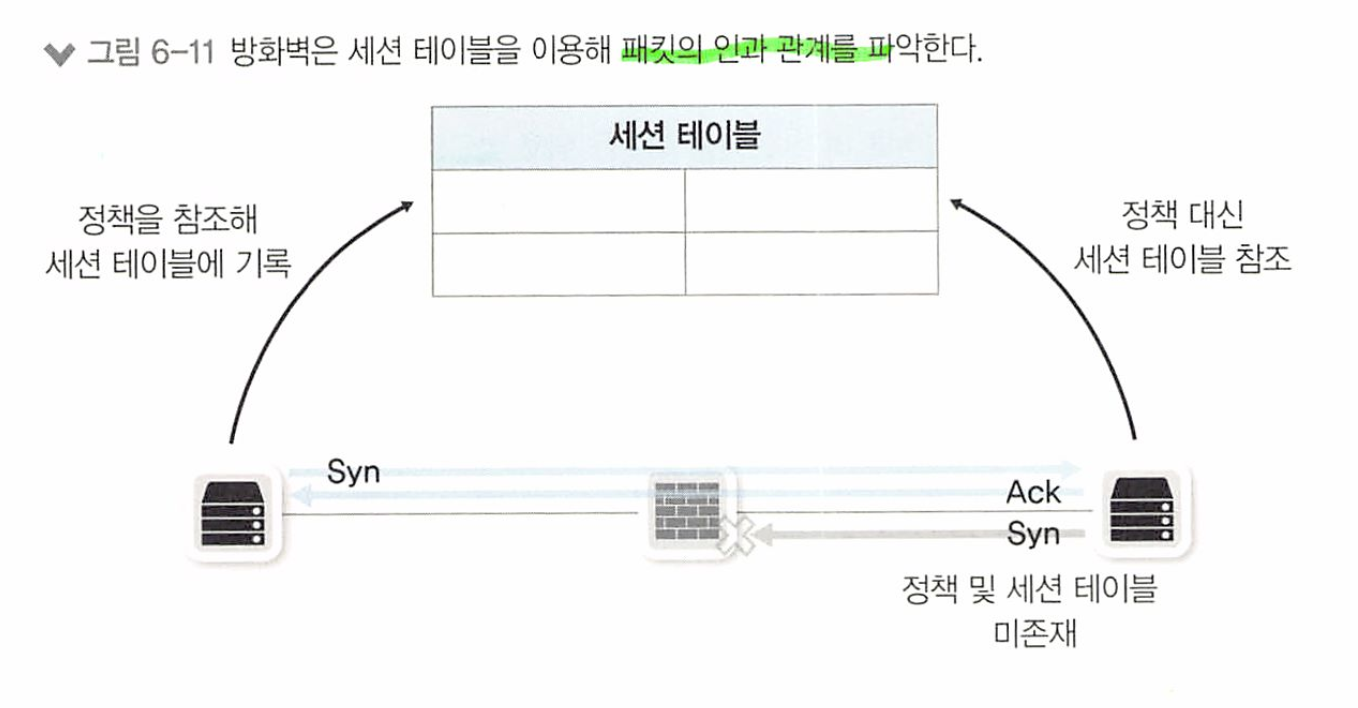 그림 6-11 방화벽은 세션 테이블을 이용해 패킷의 인과 관계를 파악한다.
세션 테이블
정책을 참조해
세션 테이블에 기록
정책 대신
세션 테이블 참조
Syn
Ack
Syn
정책 및 세션 테이블
미존재